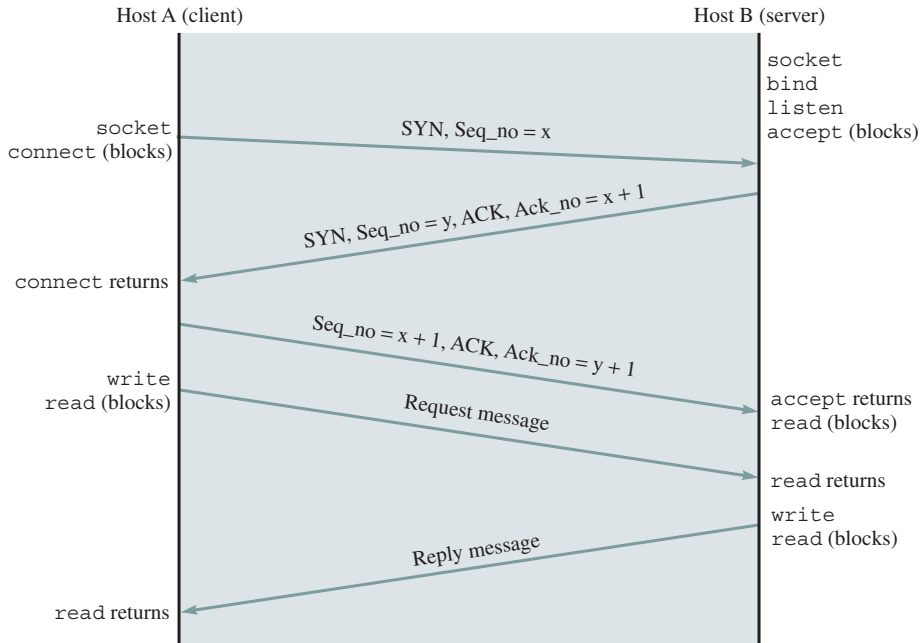 Host A (client)
Host B (server)
socket
bind
listen
accept (blocks)
socket
connect (blocks)
SYN, Seq_no = x
SYN, Seq_no = y, ACK, Ack_no = x + 1
connect returns
Seq_no = x + 1, ACK, Ack_no = y + 1
write
read (blocks)
Request message
accept returns
read (blocks)
read returns
write
read (blocks)
Reply message
read returns